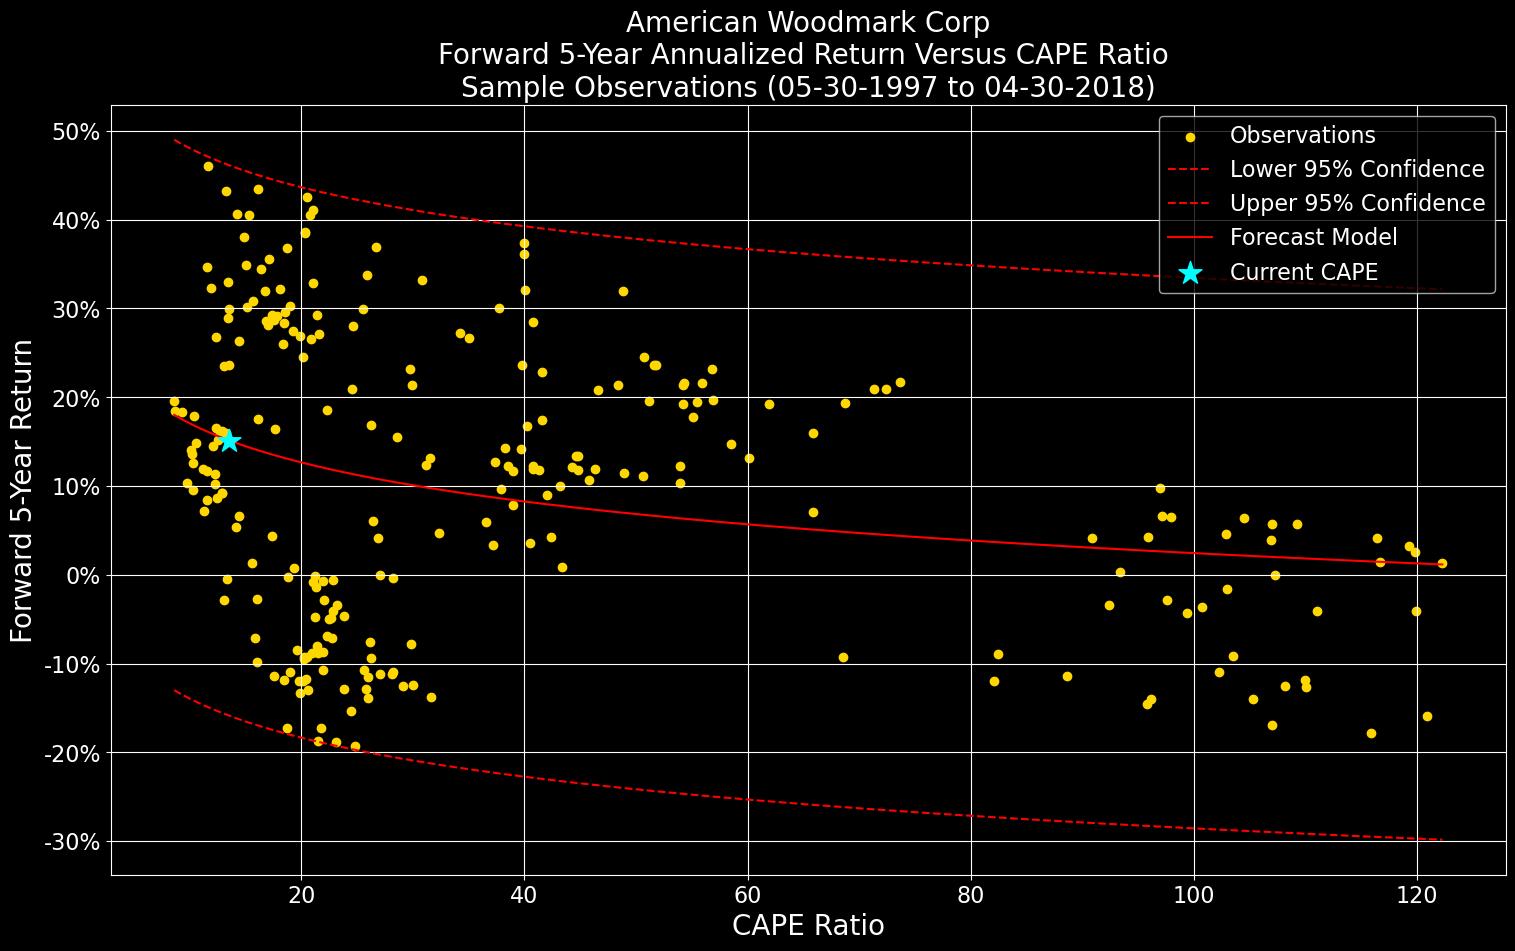 American Woodmark Corp
Forward 5-Year Annualized Return Versus CAPE Ratio
Sample Observations (05-30-1997 to 04-30-2018)
Observations
Lower 95% Confidence
Upper 95% Confidence
Forecast Model
Current CAPE
Forward 5-Year Return
50%
40%
30%
20%
10%
0%
-10%
-20%
-30%
20
40
60
80
100
120
CAPE Ratio